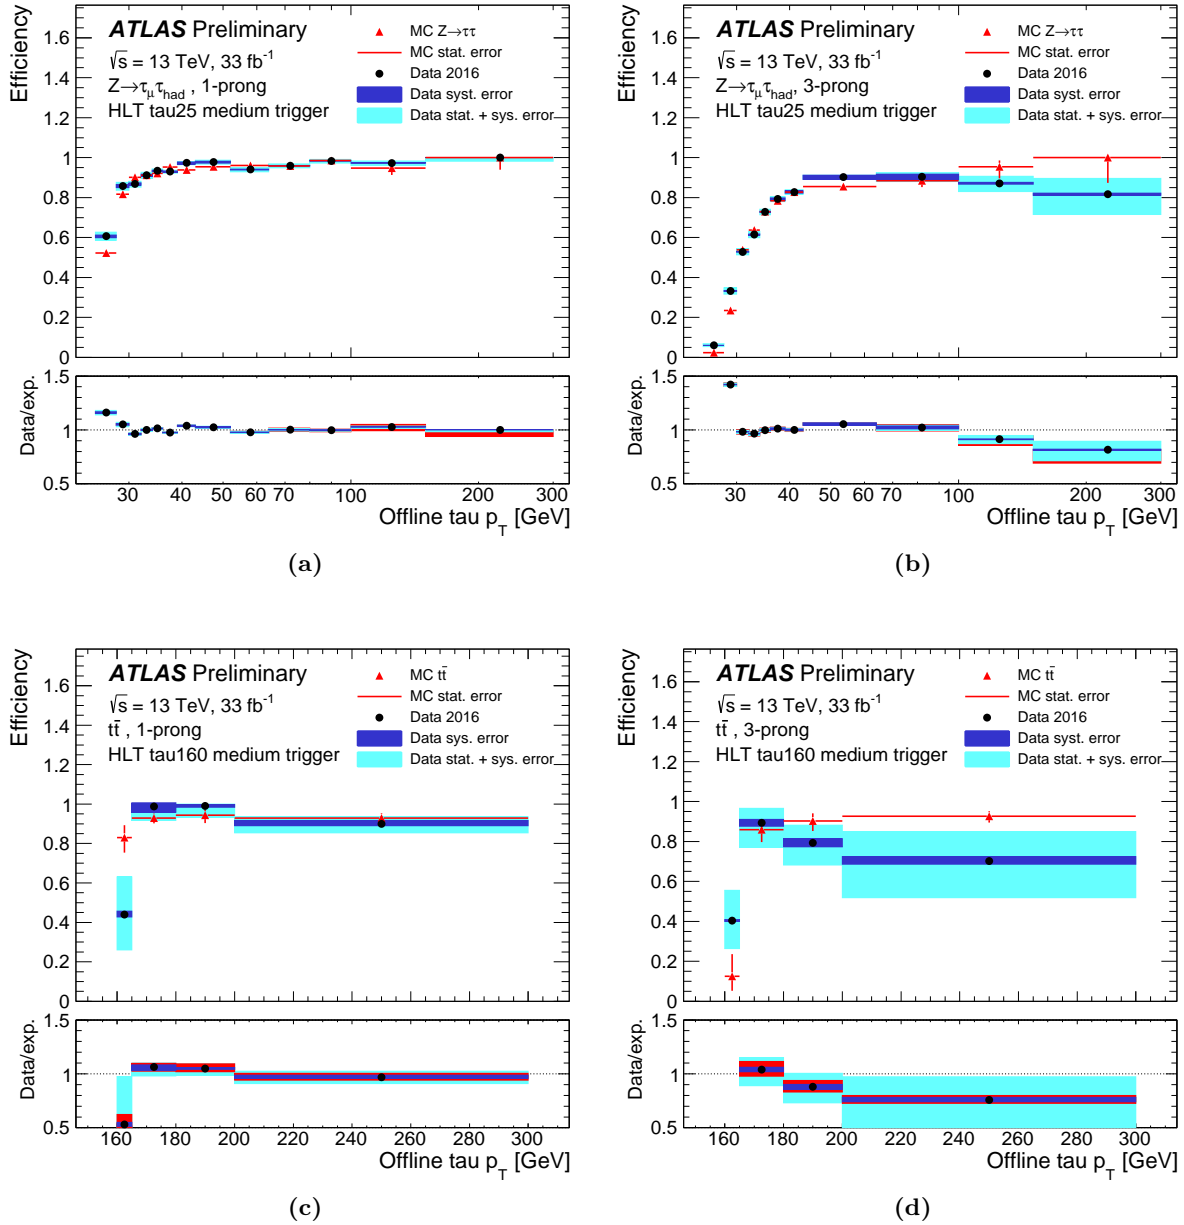 ATLAS Preliminary
√s = 13 TeV, 33 fb-1
Z→τμτhad , 1-prong
HLT tau25 medium trigger
MC Z→ττ
MC stat. error
Data 2016
Data syst. error
Data stat. + sys. error
Efficiency
1.6
1.4
1.2
1
0.8
0.6
0.4
0.2
0
Data/exp.
1.5
1
0.5
30 40 50 60 70 100 200 300
Offline tau pT [GeV]
(a)
ATLAS Preliminary
√s = 13 TeV, 33 fb-1
Z→τμτhad, 3-prong
HLT tau25 medium trigger
MC Z→ττ
MC stat. error
Data 2016
Data syst. error
Data stat. + sys. error
Efficiency
1.6
1.4
1.2
1
0.8
0.6
0.4
0.2
0
Data/exp.
1.5
1
0.5
30 40 50 60 70 100 200 300
Offline tau pT [GeV]
(b)
ATLAS Preliminary
√s = 13 TeV, 33 fb-1
tt̄ , 1-prong
HLT tau160 medium trigger
MC tt̄
MC stat. error
Data 2016
Data sys. error
Data stat. + sys. error
Efficiency
1.6
1.4
1.2
1
0.8
0.6
0.4
0.2
0
Data/exp.
1.5
1
0.5
160 180 200 220 240 260 280 300
Offline tau pT [GeV]
(c)
ATLAS Preliminary
√s = 13 TeV, 33 fb-1
tt̄ , 3-prong
HLT tau160 medium trigger
MC tt̄
MC stat. error
Data 2016
Data syst. error
Data stat. + sys. error
Efficiency
1.6
1.4
1.2
1
0.8
0.6
0.4
0.2
0
Data/exp.
1.5
1
0.5
160 180 200 220 240 260 280 300
Offline tau pT [GeV]
(d)